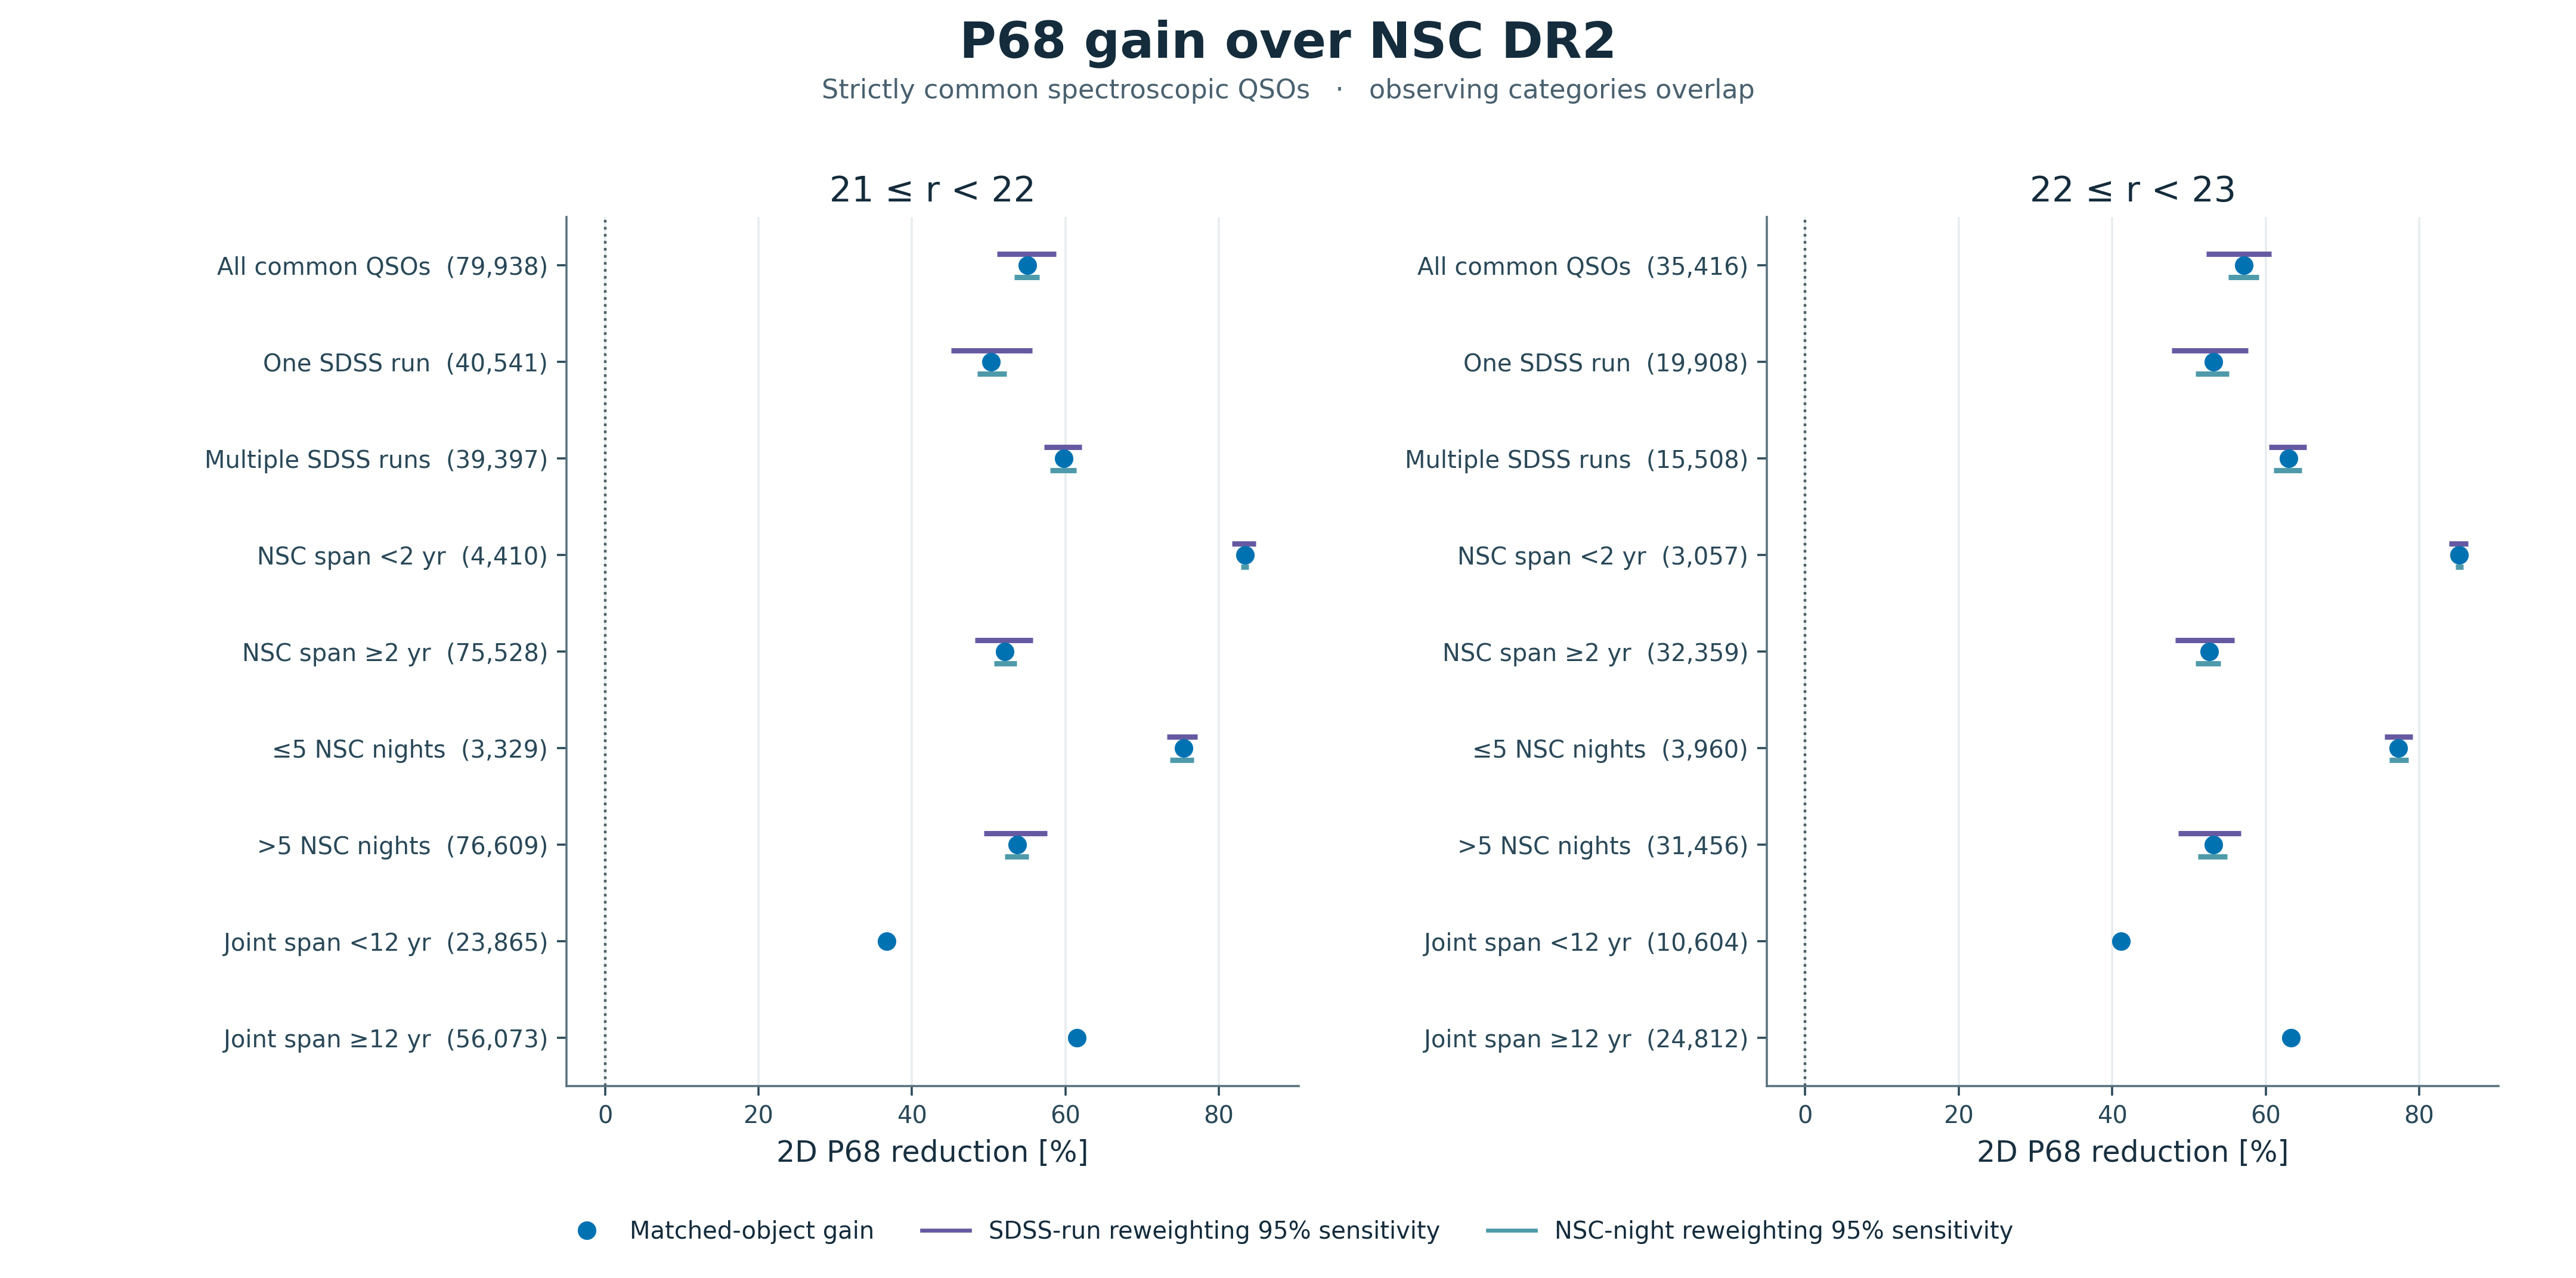 P68 gain over NSC DR2
Strictly common spectroscopic QSOs · observing categories overlap
21 ≤ r < 22
All common QSOs (79,938)
One SDSS run (40,541)
Multiple SDSS runs (39,397)
NSC span <2 yr (4,410)
NSC span ≥2 yr (75,528)
≤5 NSC nights (3,329)
>5 NSC nights (76,609)
Joint span <12 yr (23,865)
Joint span ≥12 yr (56,073)
0 20 40 60 80
2D P68 reduction [%]
22 ≤ r < 23
All common QSOs (35,416)
One SDSS run (19,908)
Multiple SDSS runs (15,508)
NSC span <2 yr (3,057)
NSC span ≥2 yr (32,359)
≤5 NSC nights (3,960)
>5 NSC nights (31,456)
Joint span <12 yr (10,604)
Joint span ≥12 yr (24,812)
0 20 40 60 80
2D P68 reduction [%]
Matched-object gain SDSS-run reweighting 95% sensitivity NSC-night reweighting 95% sensitivity